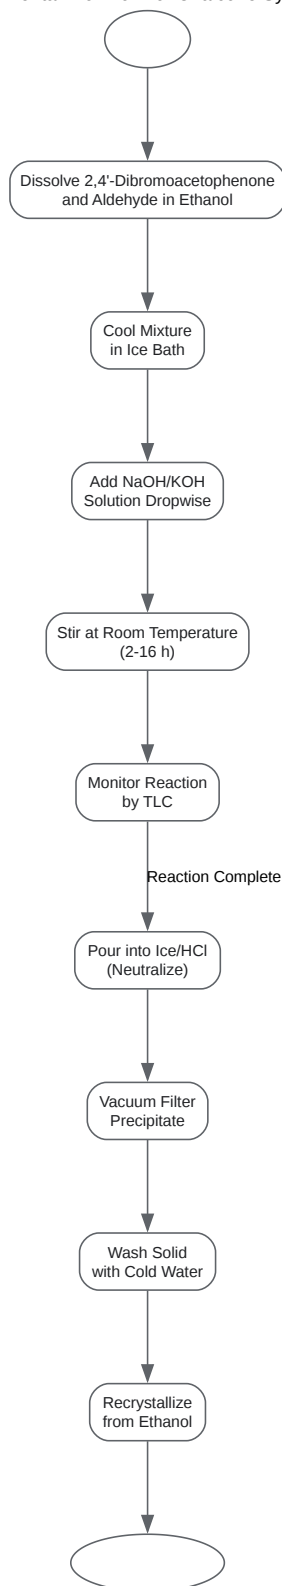 Dissolve 2,4'-Dibromoacetophenone
and Aldehyde in Ethanol
Cool Mixture
in Ice Bath
Add NaOH/KOH
Solution Dropwise
Stir at Room Temperature
(2-16 h)
Monitor Reaction
by TLC
Reaction Complete
Pour into Ice/HCl
(Neutralize)
Vacuum Filter
Precipitate
Wash Solid
with Cold Water
Recrystallize
from Ethanol